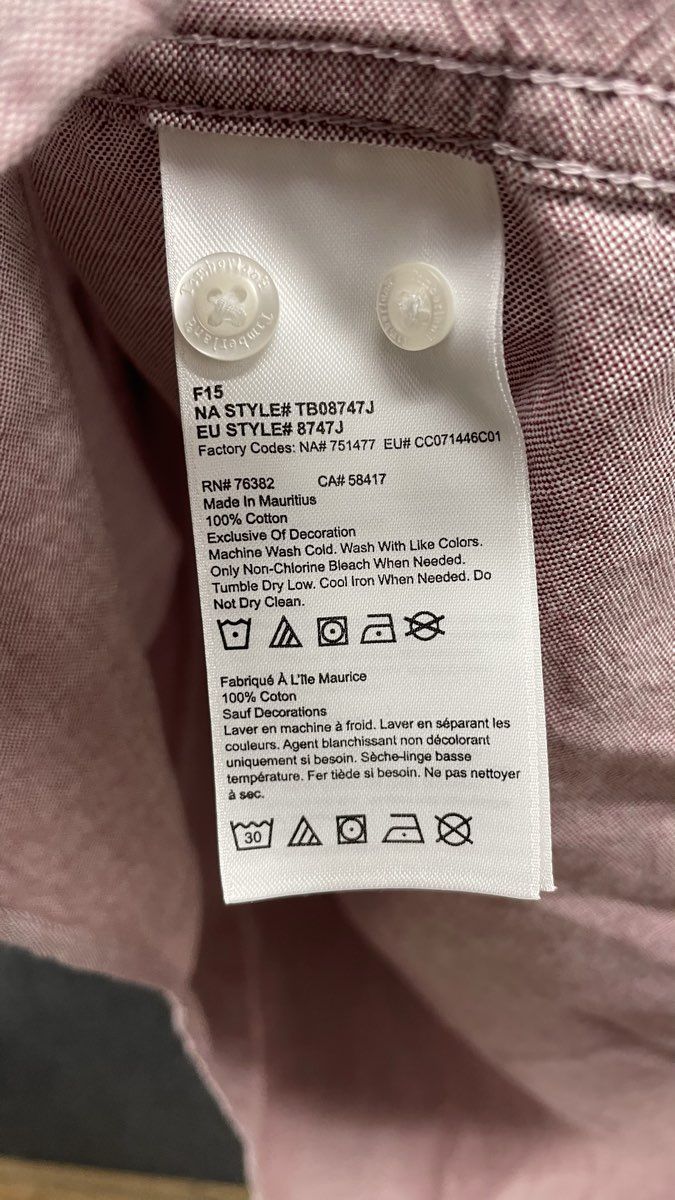 Timberland Timberland
F15
NA STYLE# TB08747J
EU STYLE# 8747J
Factory Codes: NA# 751477 EU# CC071446C01
RN# 76382 CA# 58417
Made In Mauritius
100% Cotton
Exclusive Of Decoration
Machine Wash Cold. Wash With Like Colors.
Only Non-Chlorine Bleach When Needed.
Tumble Dry Low. Cool Iron When Needed. Do
Not Dry Clean.
Fabriqué À L'île Maurice
100% Coton
Sauf Decorations
Laver en machine à froid. Laver en séparant les
couleurs. Agent blanchissant non décolorant
uniquement si besoin. Sèche-linge basse
température. Fer tiède si besoin. Ne pas nettoyer
à sec.
30